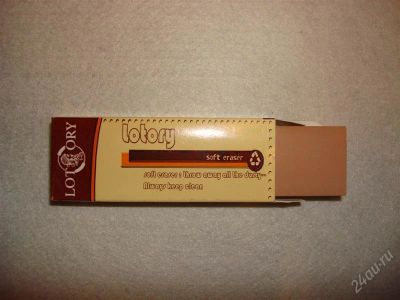 LOTORY
Lotory
soft eraser
soft eraser : throw away all the dusty
Always keep clean
24au.ru